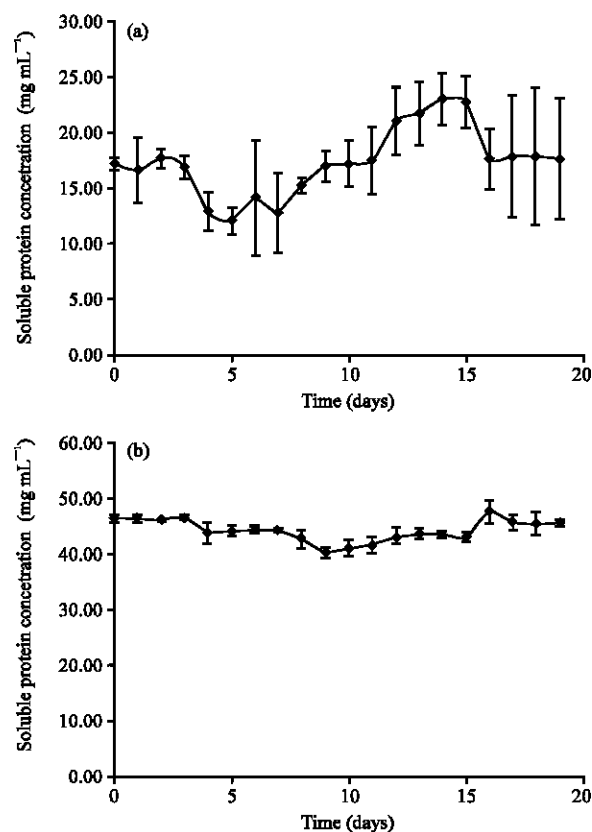 (a)
30.00
25.00
20.00
15.00
10.00
5.00
0.00
Soluble protein concetration (mg mL⁻¹)
0 5 10 15 20
Time (days)
(b)
60.00
50.00
40.00
30.00
20.00
10.00
0.00
Soluble protein concetration (mg mL⁻¹)
0 5 10 15 20
Time (days)